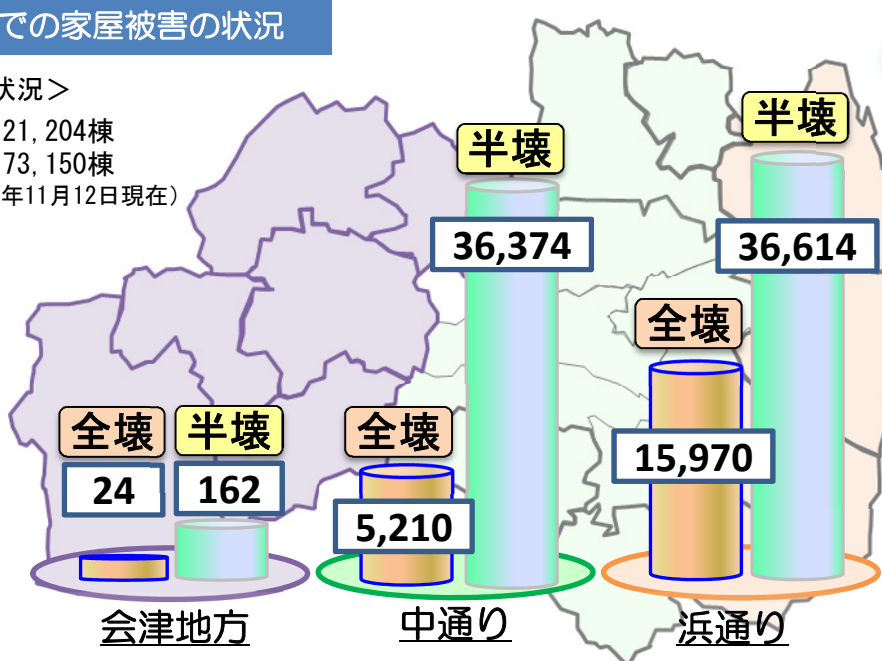 での家屋被害の状況
状況＞
21,204棟
73,150棟
年11月12日現在）
半壊
半壊
36,374
36,614
全壊
全壊
半壊
全壊
15,970
24
162
5,210
会津地方
中通り
浜通り